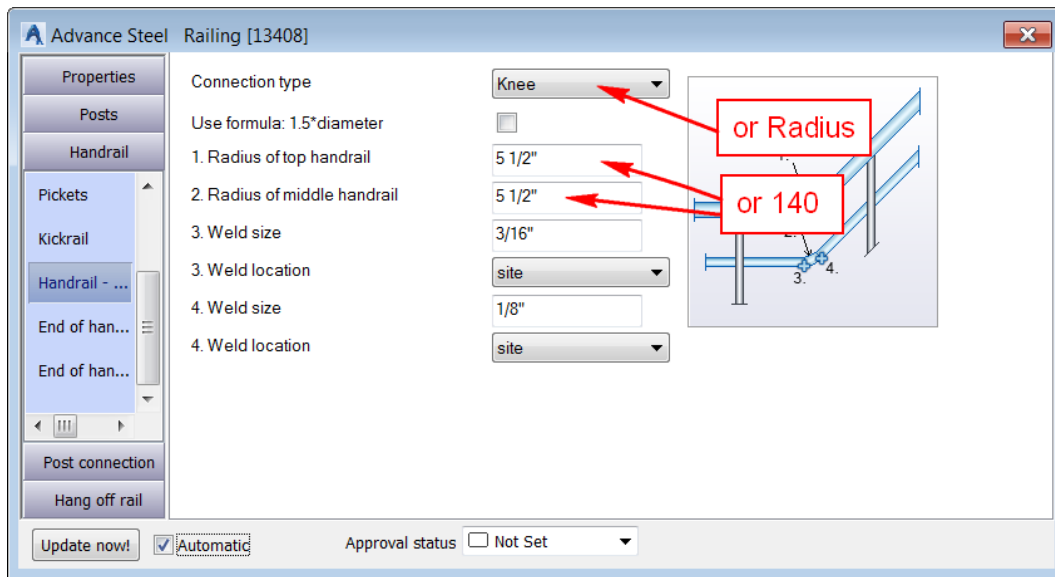 Advance Steel Railing [13408]
Properties
Posts
Handrail
Pickets
Kickrail
Handrail - ...
End of han...
End of han...
Post connection
Hang off rail
Connection type
Knee
Use formula: 1.5*diameter
1. Radius of top handrail
5 1/2"
2. Radius of middle handrail
5 1/2"
3. Weld size
3/16"
3. Weld location
site
4. Weld size
1/8"
4. Weld location
site
or Radius
1.
or 140
2.
3.
4.
Update now!
Automatic
Approval status
Not Set